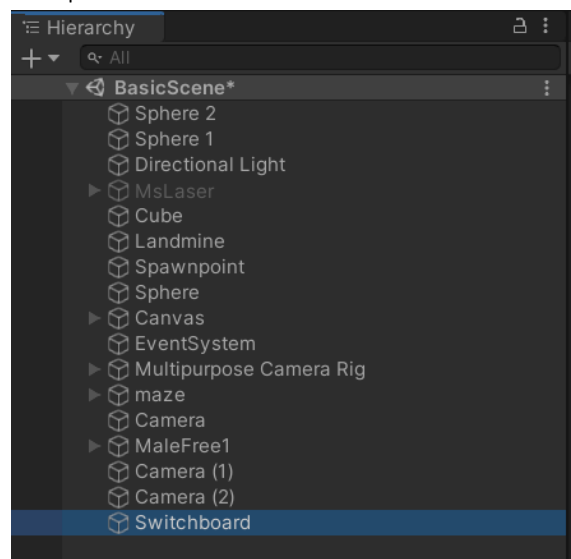 Hierarchy
All
BasicScene*
Sphere 2
Sphere 1
Directional Light
MsLaser
Cube
Landmine
Spawnpoint
Sphere
Canvas
EventSystem
Multipurpose Camera Rig
maze
Camera
MaleFree1
Camera (1)
Camera (2)
Switchboard